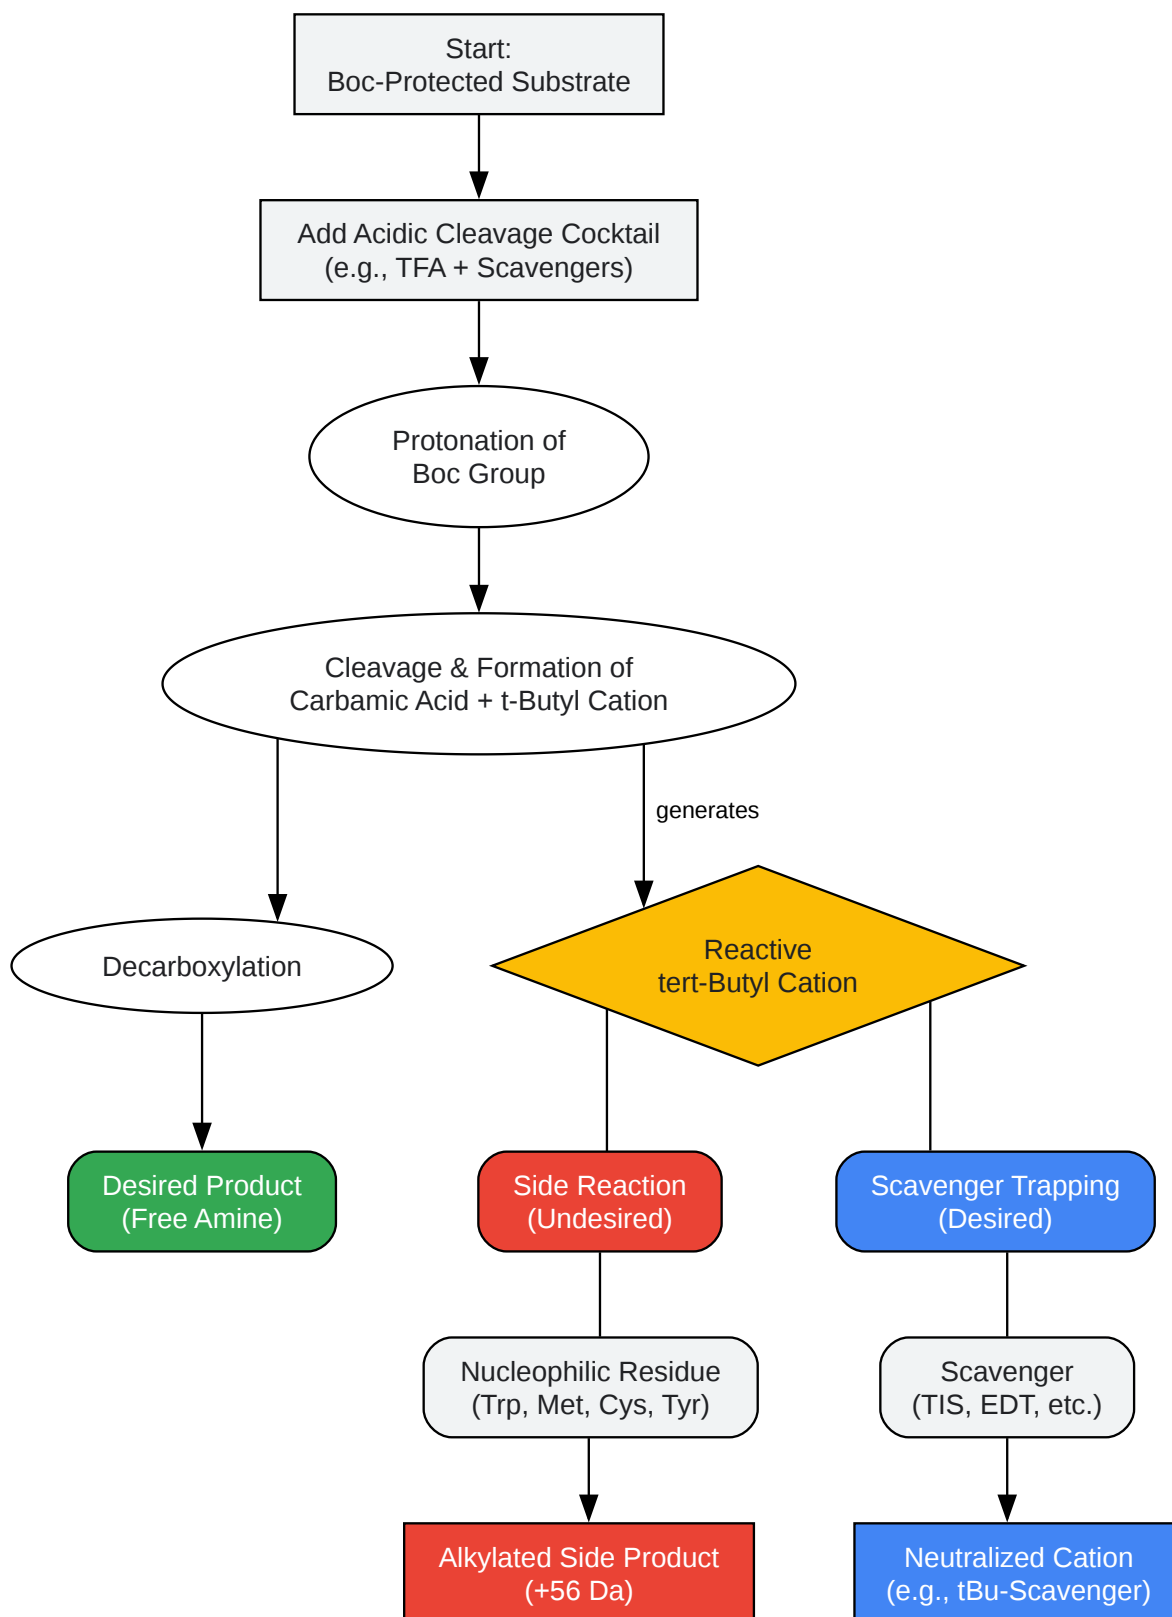 Start:
Boc-Protected Substrate
Add Acidic Cleavage Cocktail
(e.g., TFA + Scavengers)
Protonation of
Boc Group
Cleavage & Formation of
Carbamic Acid + t-Butyl Cation
generates
Decarboxylation
Reactive
tert-Butyl Cation
Desired Product
(Free Amine)
Side Reaction
(Undesired)
Scavenger Trapping
(Desired)
Nucleophilic Residue
(Trp, Met, Cys, Tyr)
Scavenger
(TIS, EDT, etc.)
Alkylated Side Product
(+56 Da)
Neutralized Cation
(e.g., tBu-Scavenger)